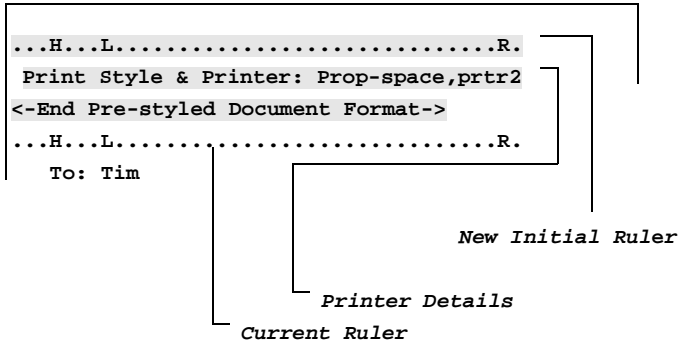 ...H...L..............................R.
Print Style & Printer: Prop-space,prtr2
<-End Pre-styled Document Format->
...H...L..............................R.
To: Tim
New Initial Ruler
Printer Details
Current Ruler